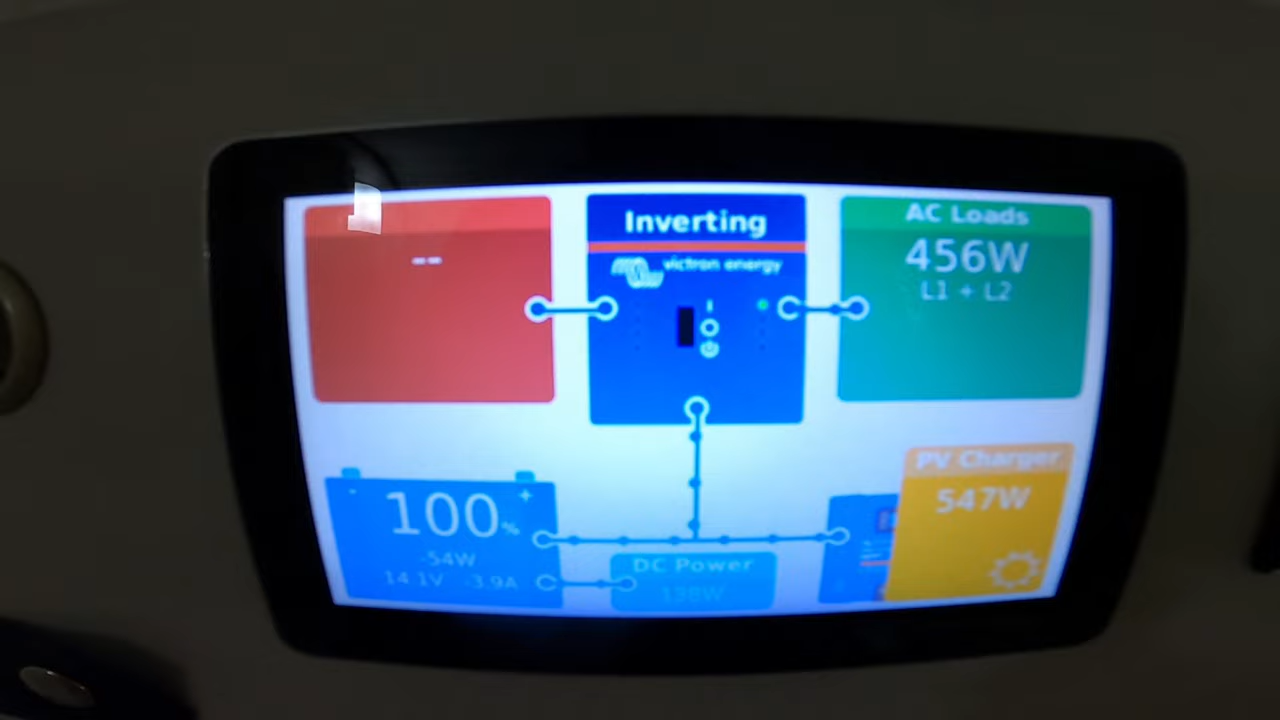 --
Inverting
victron energy
AC Loads
456W
L1 + L2
100%
- +
-54W
14.1V -3.9A
DC Power
198W
PV Charger
547W